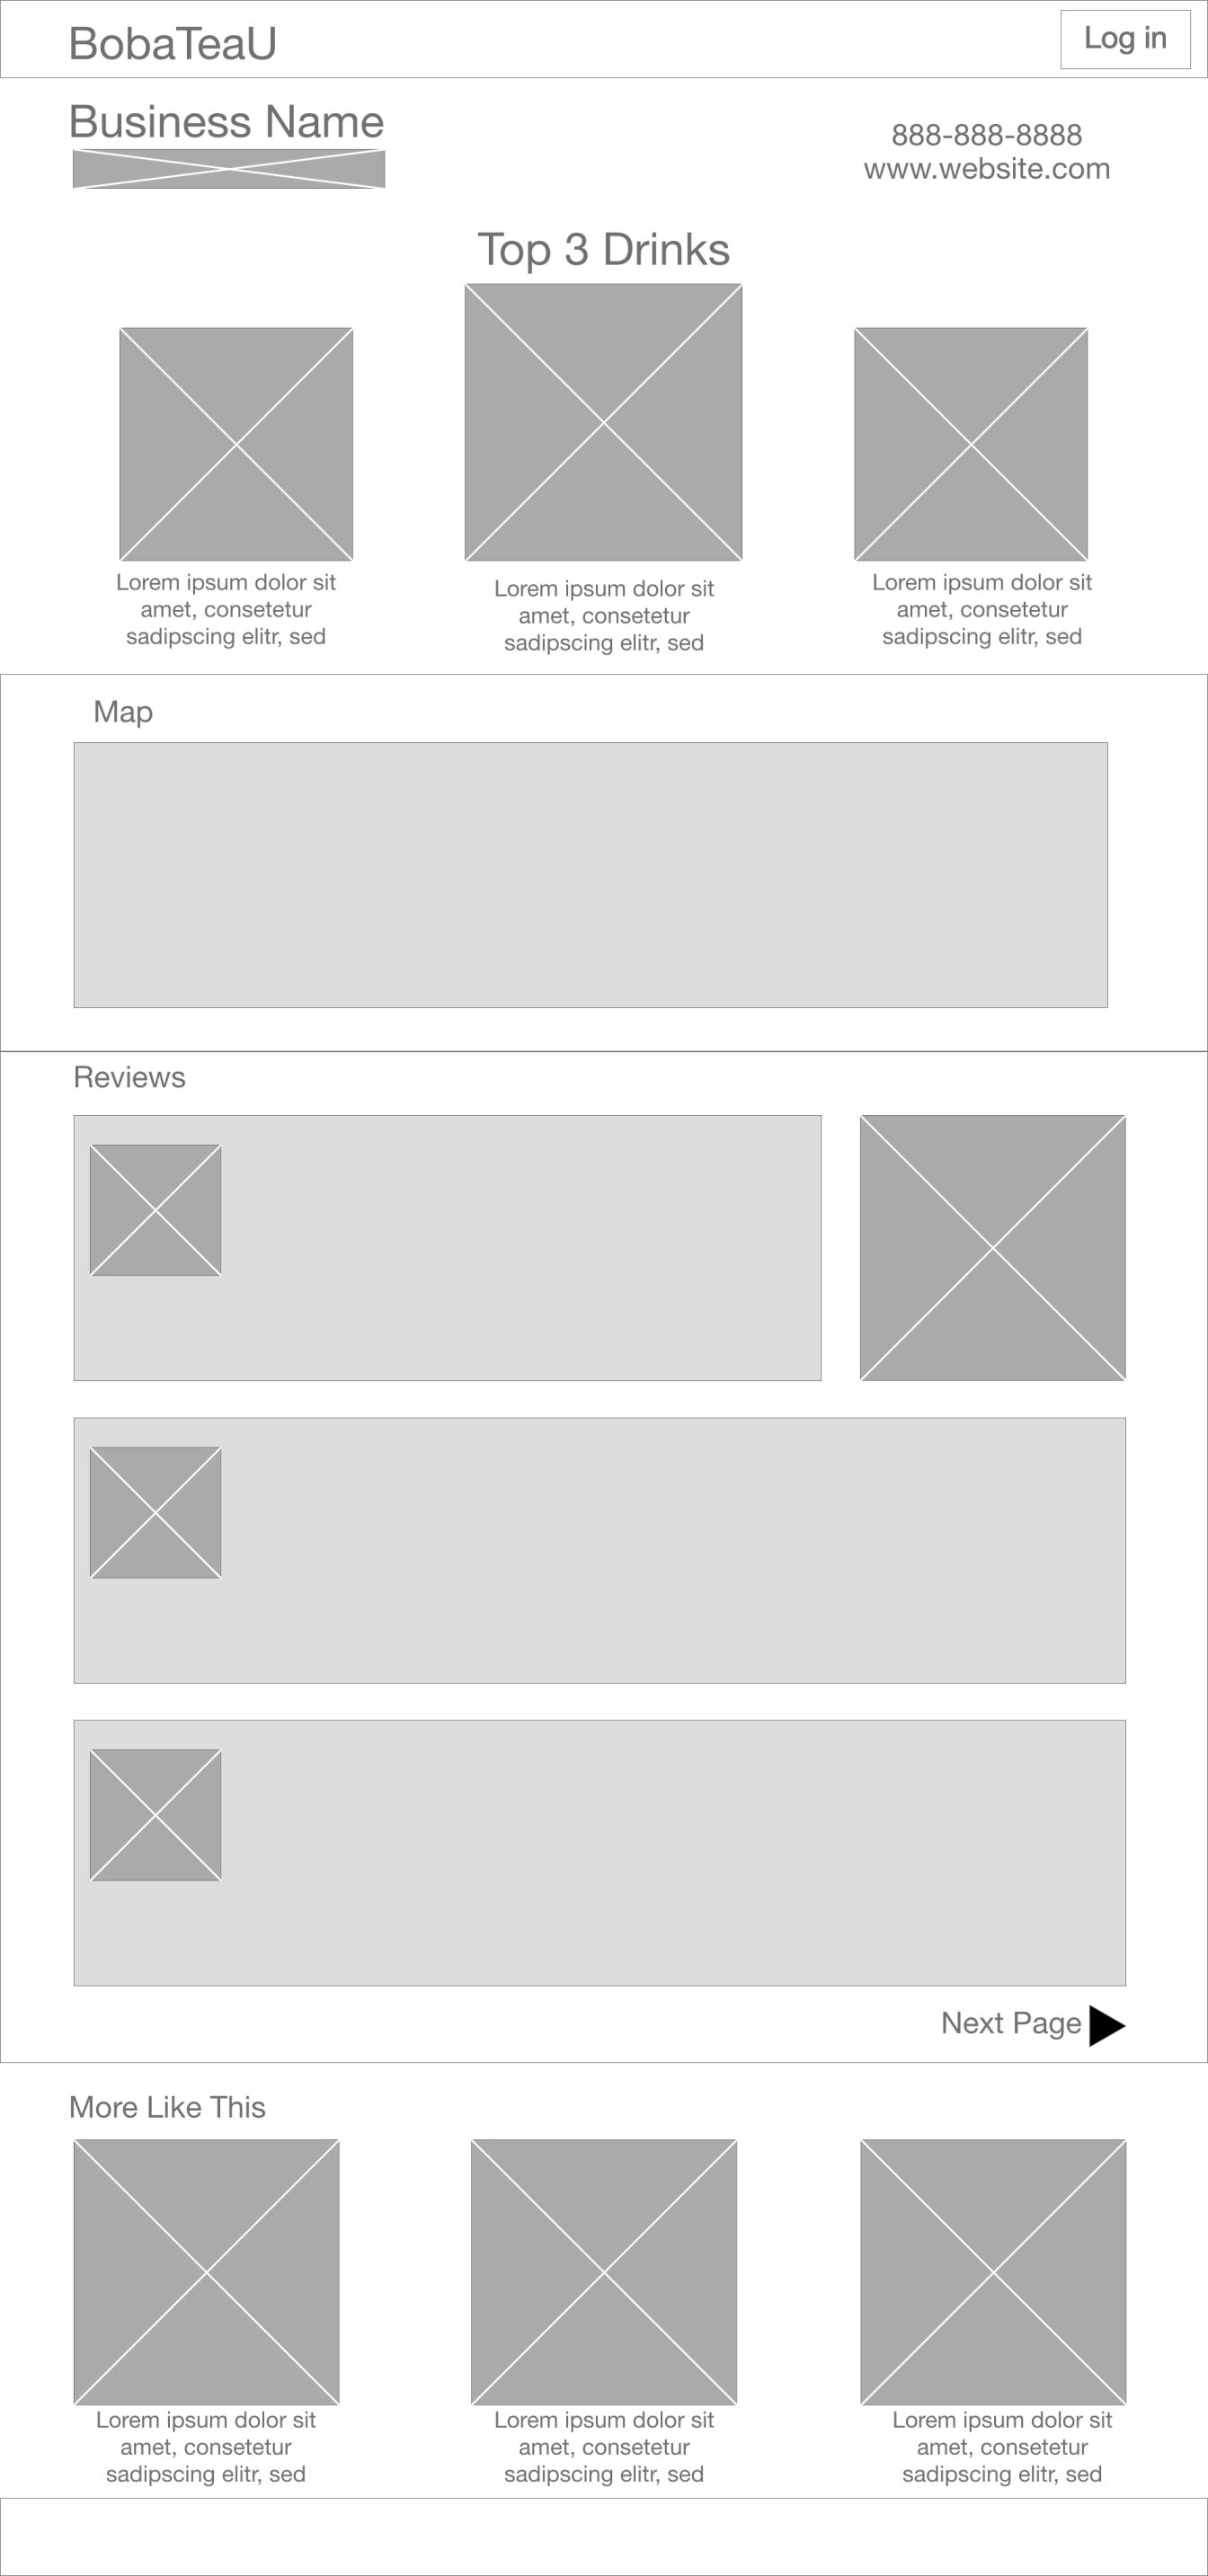 BobaTeaU
Log in
Business Name
888-888-8888
www.website.com
Top 3 Drinks
Lorem ipsum dolor sit
amet, consetetur
sadipscing elitr, sed
Lorem ipsum dolor sit
amet, consetetur
sadipscing elitr, sed
Lorem ipsum dolor sit
amet, consetetur
sadipscing elitr, sed
Map
Reviews
Next Page
More Like This
Lorem ipsum dolor sit
amet, consetetur
sadipscing elitr, sed
Lorem ipsum dolor sit
amet, consetetur
sadipscing elitr, sed
Lorem ipsum dolor sit
amet, consetetur
sadipscing elitr, sed